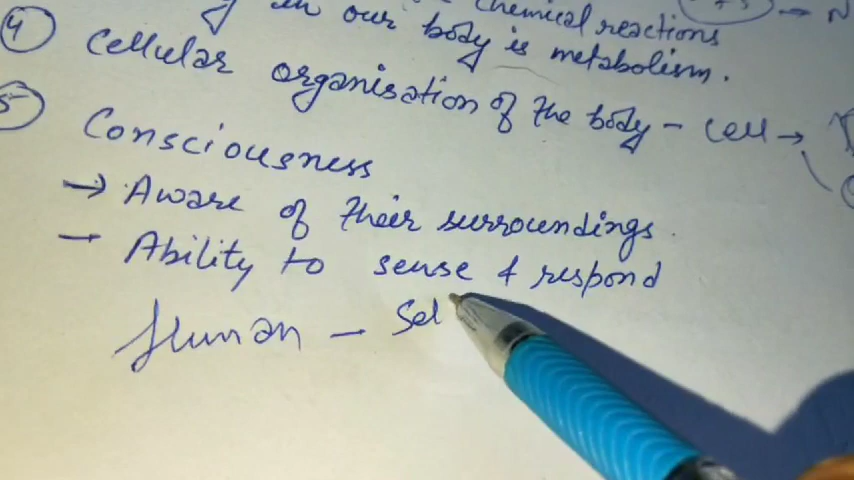 in our chemical reactions
body is metabolism.
④ Cellular organisation of the body - Cell →
⑤ Consciousness
→ Aware of their surroundings.
- Ability to sense & respond
Human - Sel